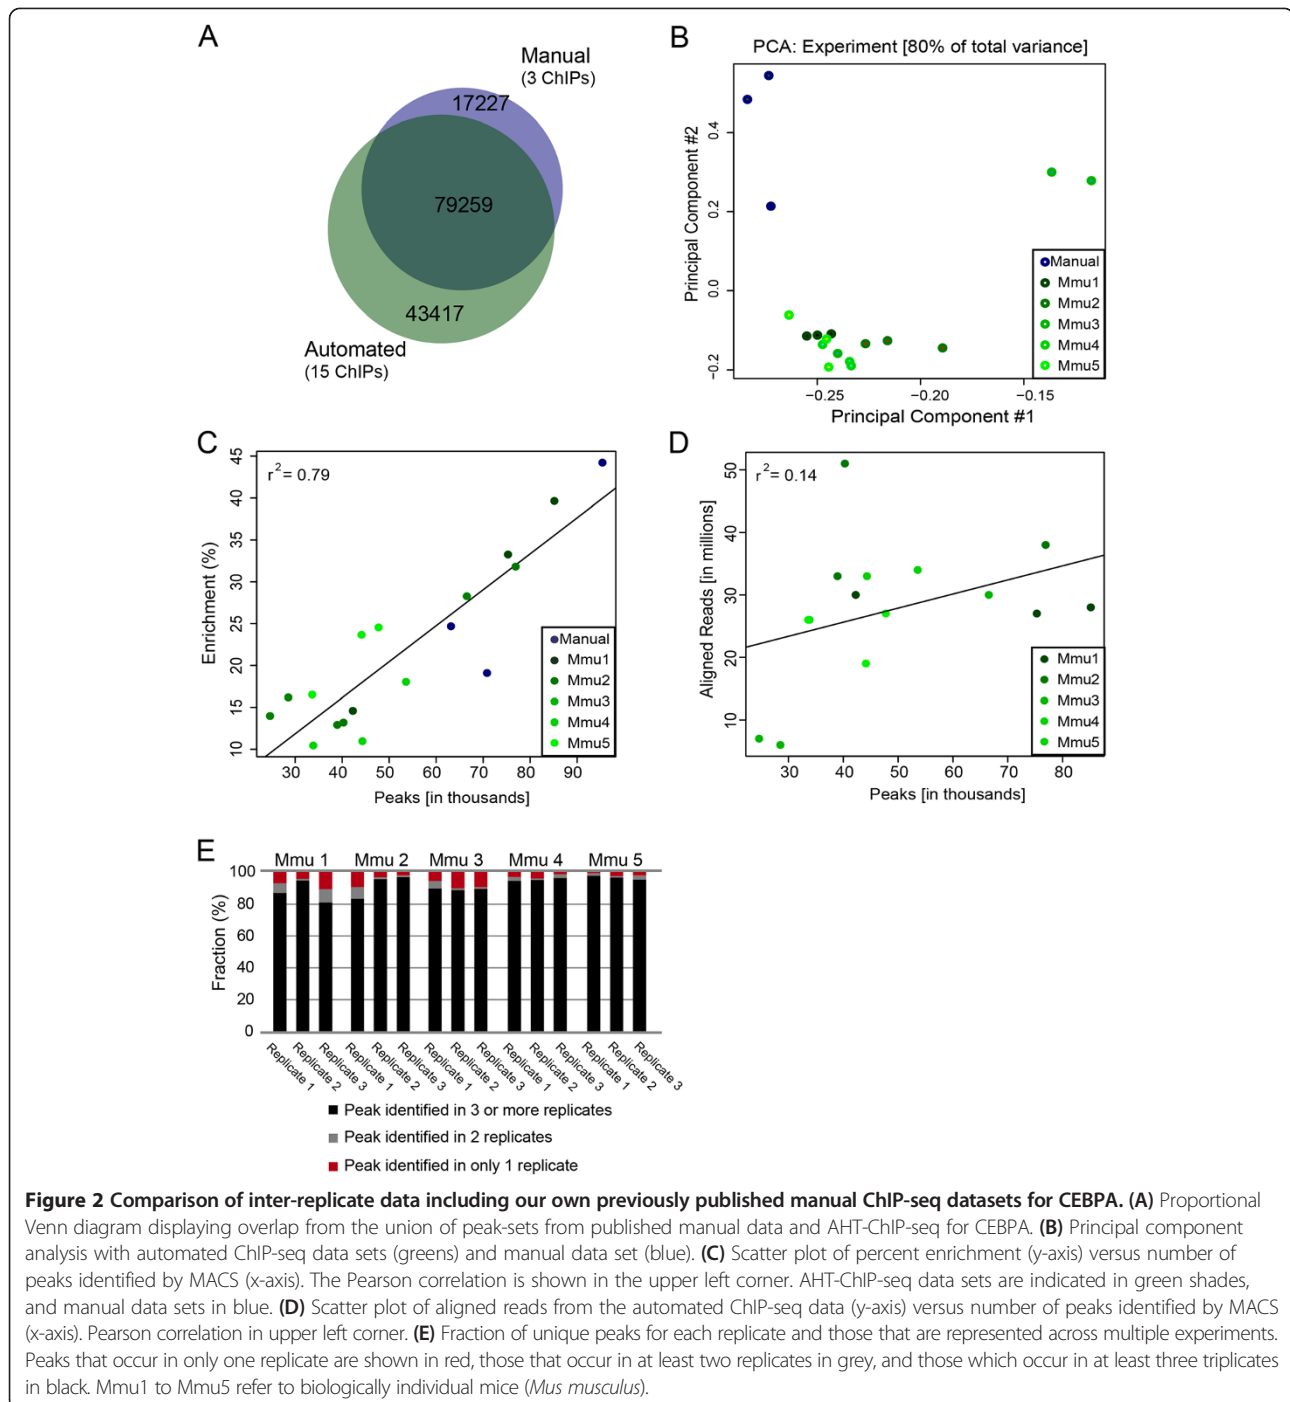 A
Manual
(3 ChIPs)
17227
79259
43417
Automated
(15 ChIPs)
B
PCA: Experiment [80% of total variance]
Principal Component #2
0.4
0.2
0.0
−0.2
−0.25
−0.20
−0.15
Principal Component #1
Manual
Mmu1
Mmu2
Mmu3
Mmu4
Mmu5
C
r2= 0.79
Enrichment (%)
45
40
35
30
25
20
15
10
30 40 50 60 70 80 90
Peaks [in thousands]
Manual
Mmu1
Mmu2
Mmu3
Mmu4
Mmu5
D
r2= 0.14
Aligned Reads [in millions]
50
40
30
20
10
30 40 50 60 70 80
Peaks [in thousands]
Mmu1
Mmu2
Mmu3
Mmu4
Mmu5
E
Mmu 1 Mmu 2 Mmu 3 Mmu 4 Mmu 5
Fraction (%)
100
80
60
40
20
0
Replicate 1
Replicate 2
Replicate 3
Replicate 1
Replicate 2
Replicate 3
Replicate 1
Replicate 2
Replicate 3
Replicate 1
Replicate 2
Replicate 3
Replicate 1
Replicate 2
Replicate 3
Peak identified in 3 or more replicates
Peak identified in 2 replicates
Peak identified in only 1 replicate
Figure 2 Comparison of inter-replicate data including our own previously published manual ChIP-seq datasets for CEBPA. (A) Proportional
Venn diagram displaying overlap from the union of peak-sets from published manual data and AHT-ChIP-seq for CEBPA. (B) Principal component
analysis with automated ChIP-seq data sets (greens) and manual data set (blue). (C) Scatter plot of percent enrichment (y-axis) versus number of
peaks identified by MACS (x-axis). The Pearson correlation is shown in the upper left corner. AHT-ChIP-seq data sets are indicated in green shades,
and manual data sets in blue. (D) Scatter plot of aligned reads from the automated ChIP-seq data (y-axis) versus number of peaks identified by MACS
(x-axis). Pearson correlation in upper left corner. (E) Fraction of unique peaks for each replicate and those that are represented across multiple experiments.
Peaks that occur in only one replicate are shown in red, those that occur in at least two replicates in grey, and those which occur in at least three triplicates
in black. Mmu1 to Mmu5 refer to biologically individual mice (Mus musculus).